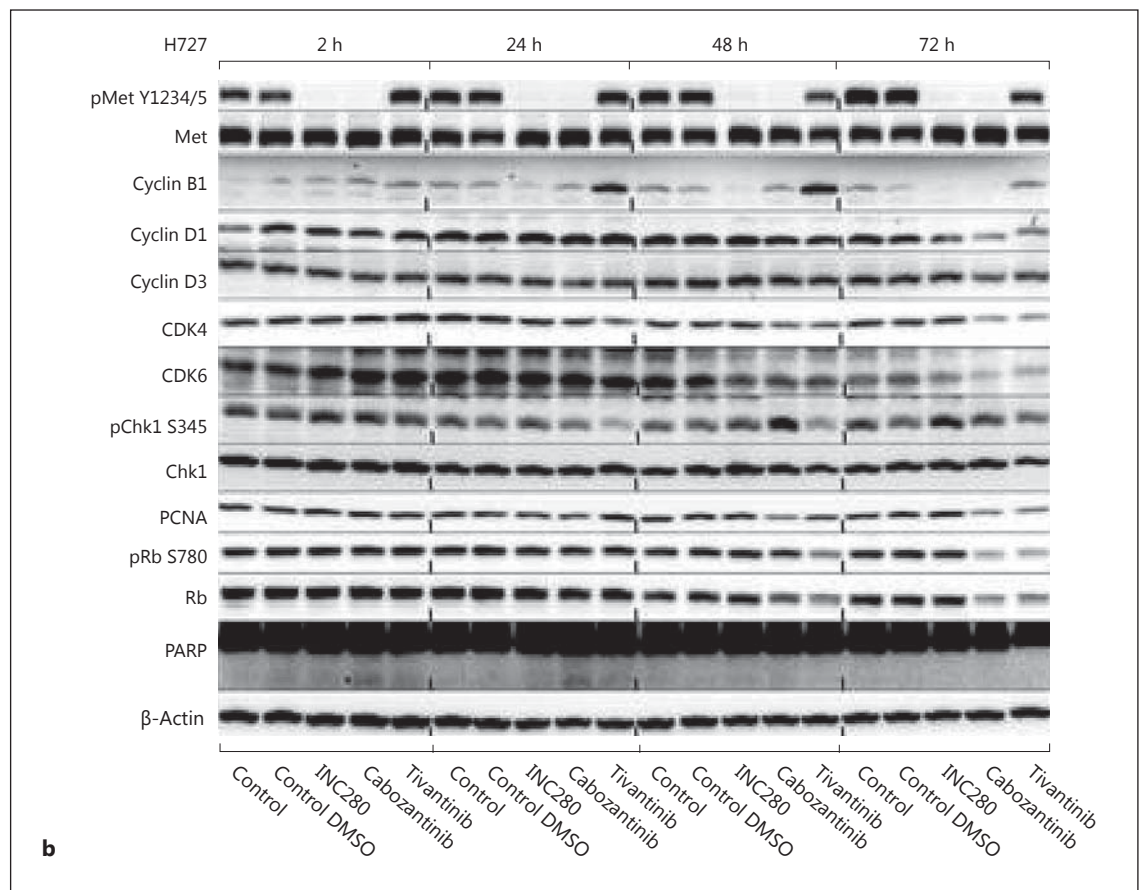 H727 2 h 24 h 48 h 72 h
pMet Y1234/5
Met
Cyclin B1
Cyclin D1
Cyclin D3
CDK4
CDK6
pChk1 S345
Chk1
PCNA
pRb S780
Rb
PARP
β-Actin
Control Control DMSO INC280 Cabozantinib Tivantinib Control Control DMSO INC280 Cabozantinib Tivantinib Control Control DMSO INC280 Cabozantinib Tivantinib Control Control DMSO INC280 Cabozantinib Tivantinib
b